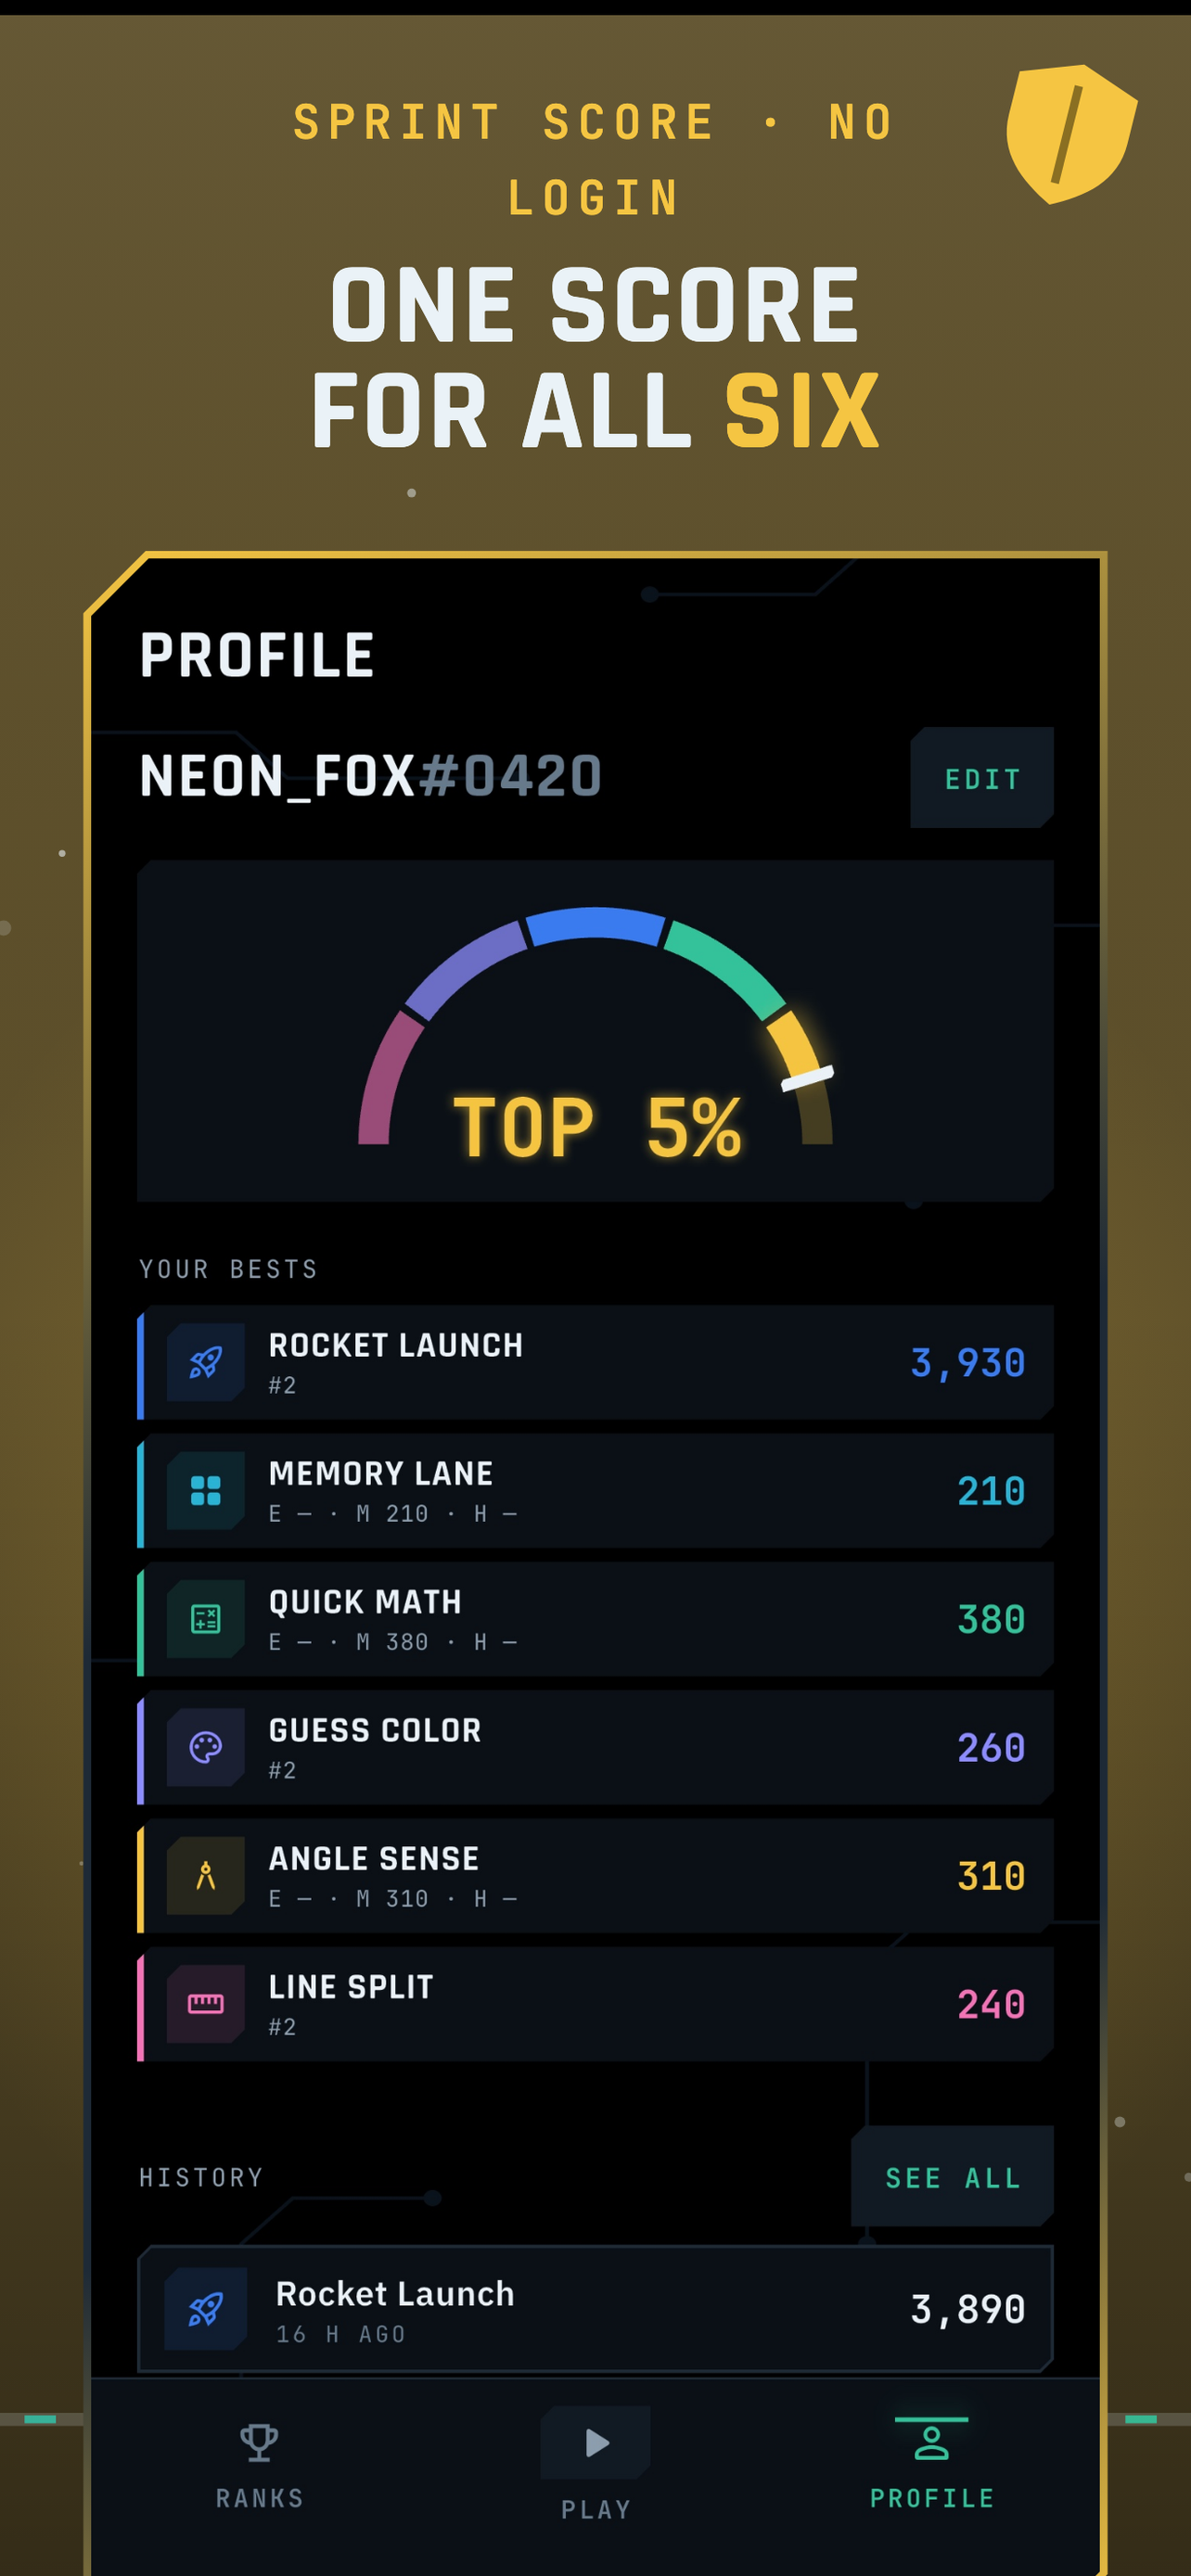 SPRINT SCORE · NO
LOGIN
ONE SCORE
FOR ALL SIX
PROFILE
NEON_FOX#0420
EDIT
TOP 5%
YOUR BESTS
ROCKET LAUNCH
#2
3,930
MEMORY LANE
E — · M 210 · H —
210
QUICK MATH
E — · M 380 · H —
380
GUESS COLOR
#2
260
ANGLE SENSE
E — · M 310 · H —
310
LINE SPLIT
#2
240
HISTORY
SEE ALL
Rocket Launch
16 H AGO
3,890
RANKS
PLAY
PROFILE